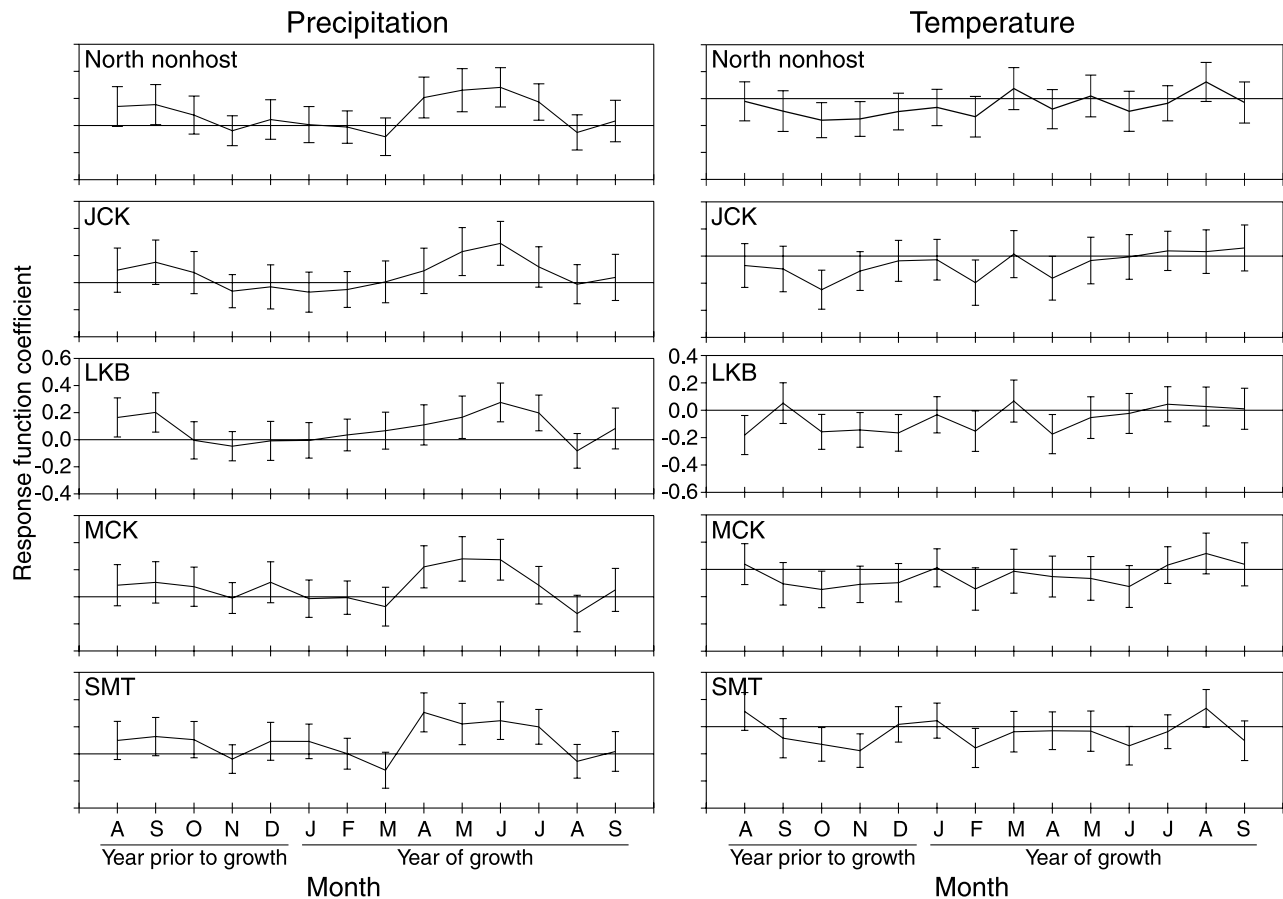 Precipitation
Temperature
North nonhost
North nonhost
JCK
JCK
Response function coefficient
LKB
0.6
0.4
0.2
0.0
-0.2
-0.4
LKB
0.4
0.2
0.0
-0.2
-0.4
-0.6
MCK
MCK
SMT
SMT
A S O N D J F M A M J J A S
A S O N D J F M A M J J A S
Year prior to growth Year of growth
Year prior to growth Year of growth
Month
Month